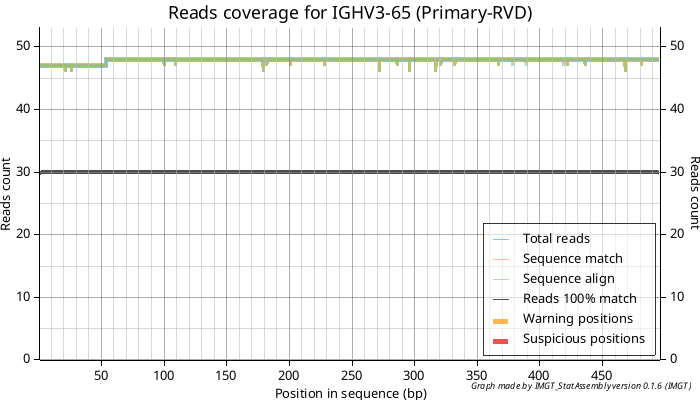 Reads coverage for IGHV3-65 (Primary-RVD)
50 50
40 40
30 30
20 20
10 10
0 0
Reads count
Reads count
Total reads
Sequence match
Sequence align
Reads 100% match
Warning positions
Suspicious positions
50 100 150 200 250 300 350 400 450
Position in sequence (bp)
Graph made by IMGT_StatAssembly version 0.1.6 (IMGT)